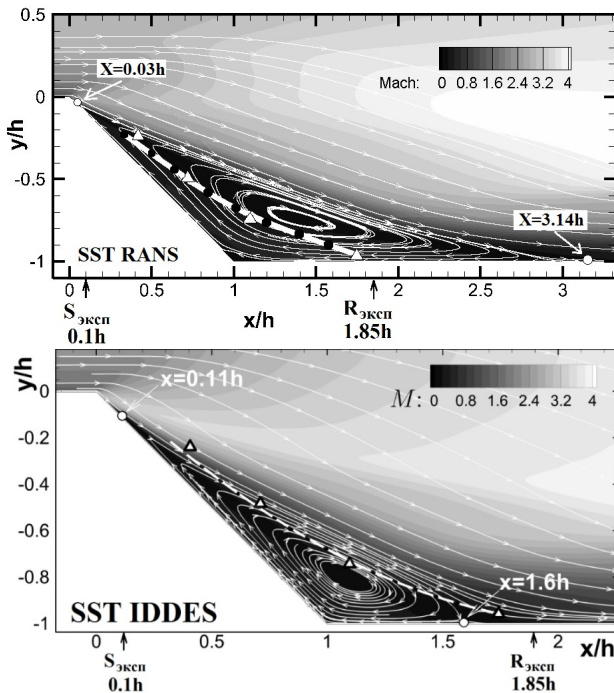 0.5
X=0.03h
Mach: 0 0.8 1.6 2.4 3.2 4
0
y/h
-0.5
X=3.14h
SST RANS
-1
0 0.5 1 1.5 2 2.5 3
Sэксп
0.1h
x/h
Rэксп
1.85h
y/h
x=0.11h
M: 0 0.8 1.6 2.4 3.2 4
0
-0.2
-0.4
-0.6
-0.8
x=1.6h
SST IDDES
-1
0 0.5 1 1.5 2 x/h
Sэксп
0.1h
Rэксп
1.85h